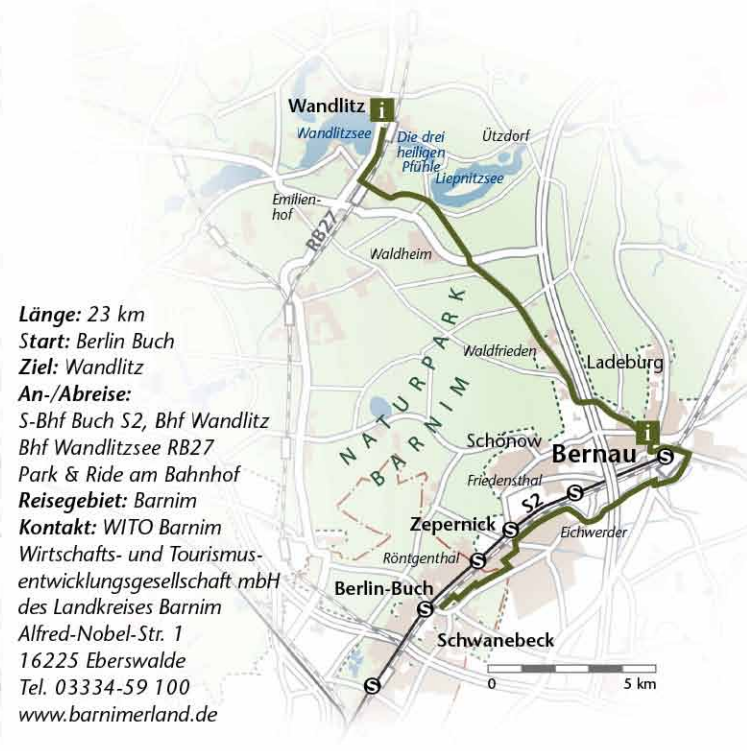 Wandlitz
i
Wandlitzsee
Die drei
heiligen
Pfühle
Ützdorf
Liepnitzsee
Emilien-
hof
RB27
Waldheim
NATURPARK
BARNIM
Waldfrieden
Ladeburg
i
Schönow
Bernau
S
Friedensthal
S
S2
Zepernick
S
Eichwerder
Röntgenthal
S
Berlin-Buch
S
Schwanebeck
S
0 5 km
Länge: 23 km
Start: Berlin Buch
Ziel: Wandlitz
An-/Abreise:
S-Bhf Buch S2, Bhf Wandlitz
Bhf Wandlitzsee RB27
Park & Ride am Bahnhof
Reisegebiet: Barnim
Kontakt: WITO Barnim
Wirtschafts- und Tourismus-
entwicklungsgesellschaft mbH
des Landkreises Barnim
Alfred-Nobel-Str. 1
16225 Eberswalde
Tel. 03334-59 100
www.barnimerland.de